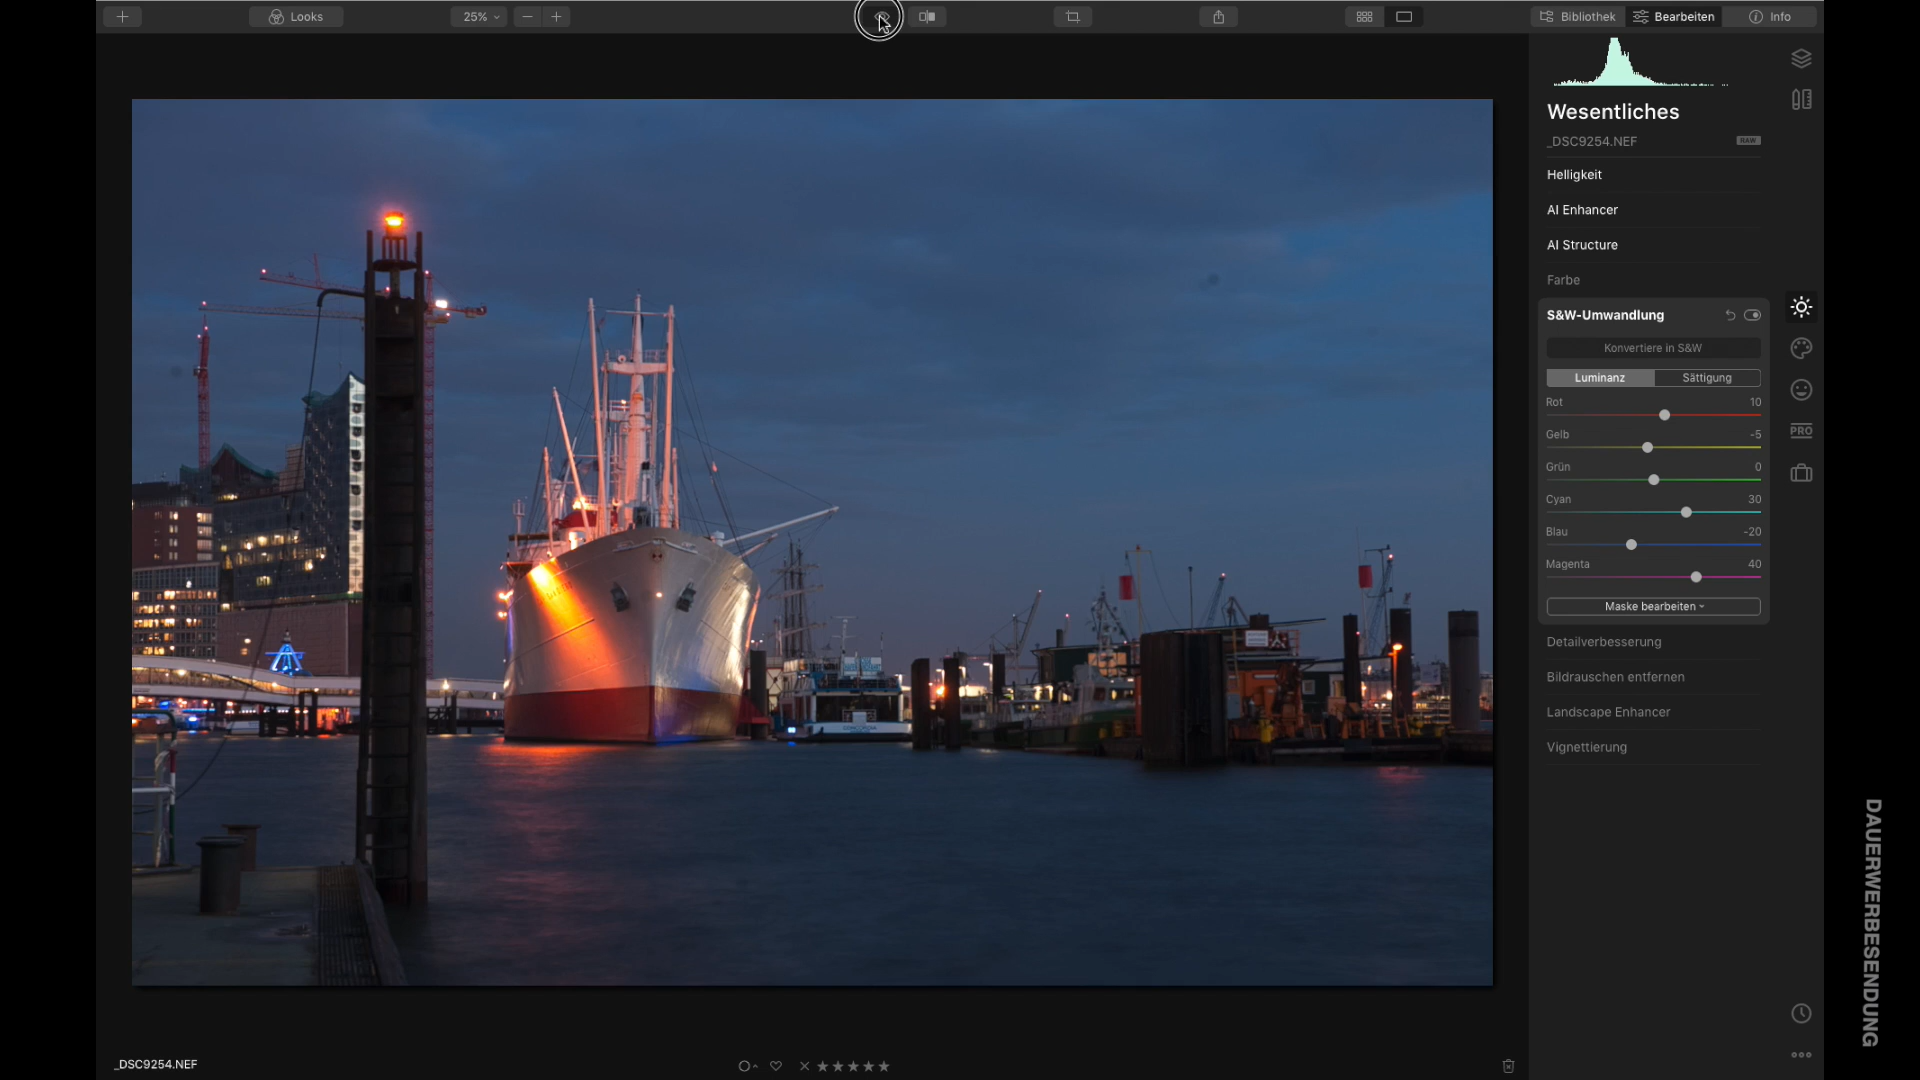 Looks
25%
Bibliothek
Bearbeiten
Info
Wesentliches
_DSC9254.NEF
RAW
Helligkeit
AI Enhancer
AI Structure
Farbe
S&W-Umwandlung
Konvertiere in S&W
Luminanz
Sättigung
Rot 10
Gelb -5
Grün 0
Cyan 30
Blau -20
Magenta 40
Maske bearbeiten
Detailverbesserung
Bildrauschen entfernen
Landscape Enhancer
Vignettierung
PRO
DAUERWERBESENDUNG
_DSC9254.NEF